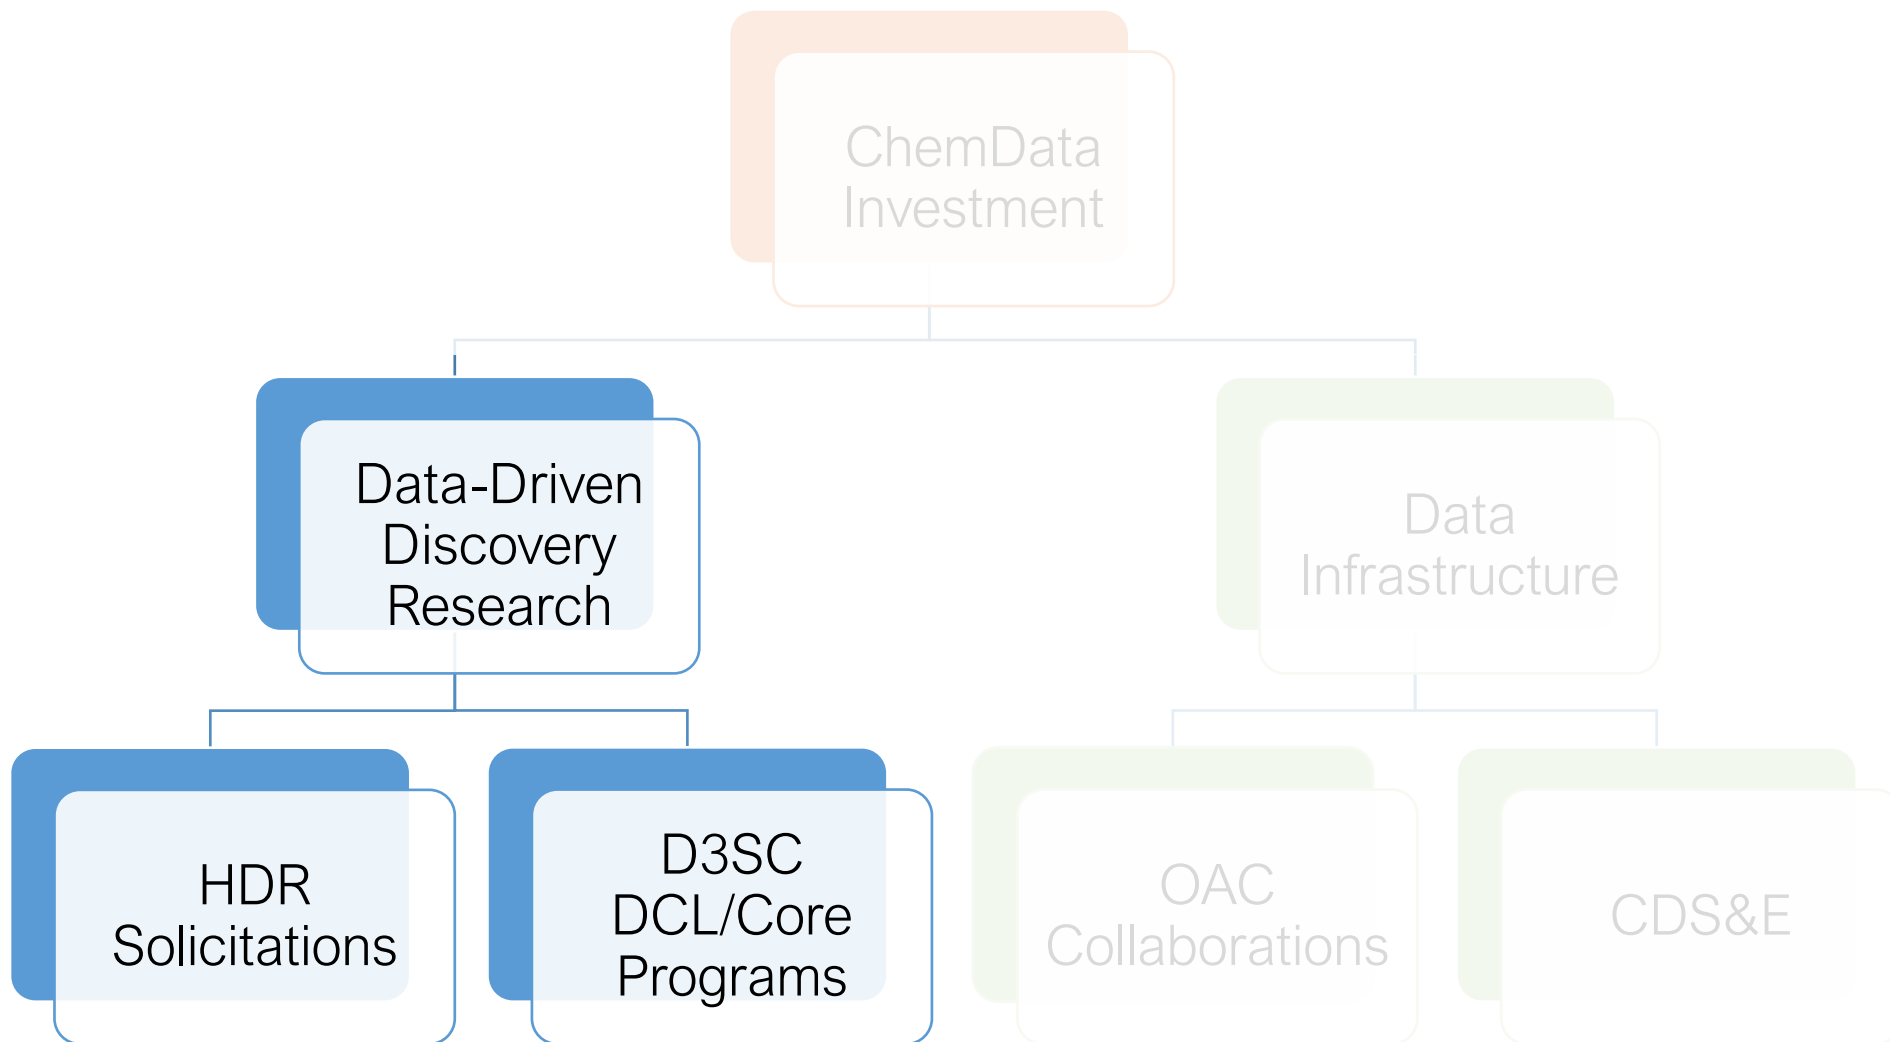 ChemData
Investment
Data-Driven
Discovery
Research
Data
Infrastructure
HDR
Solicitations
D3SC
DCL/Core
Programs
OAC
Collaborations
CDS&E